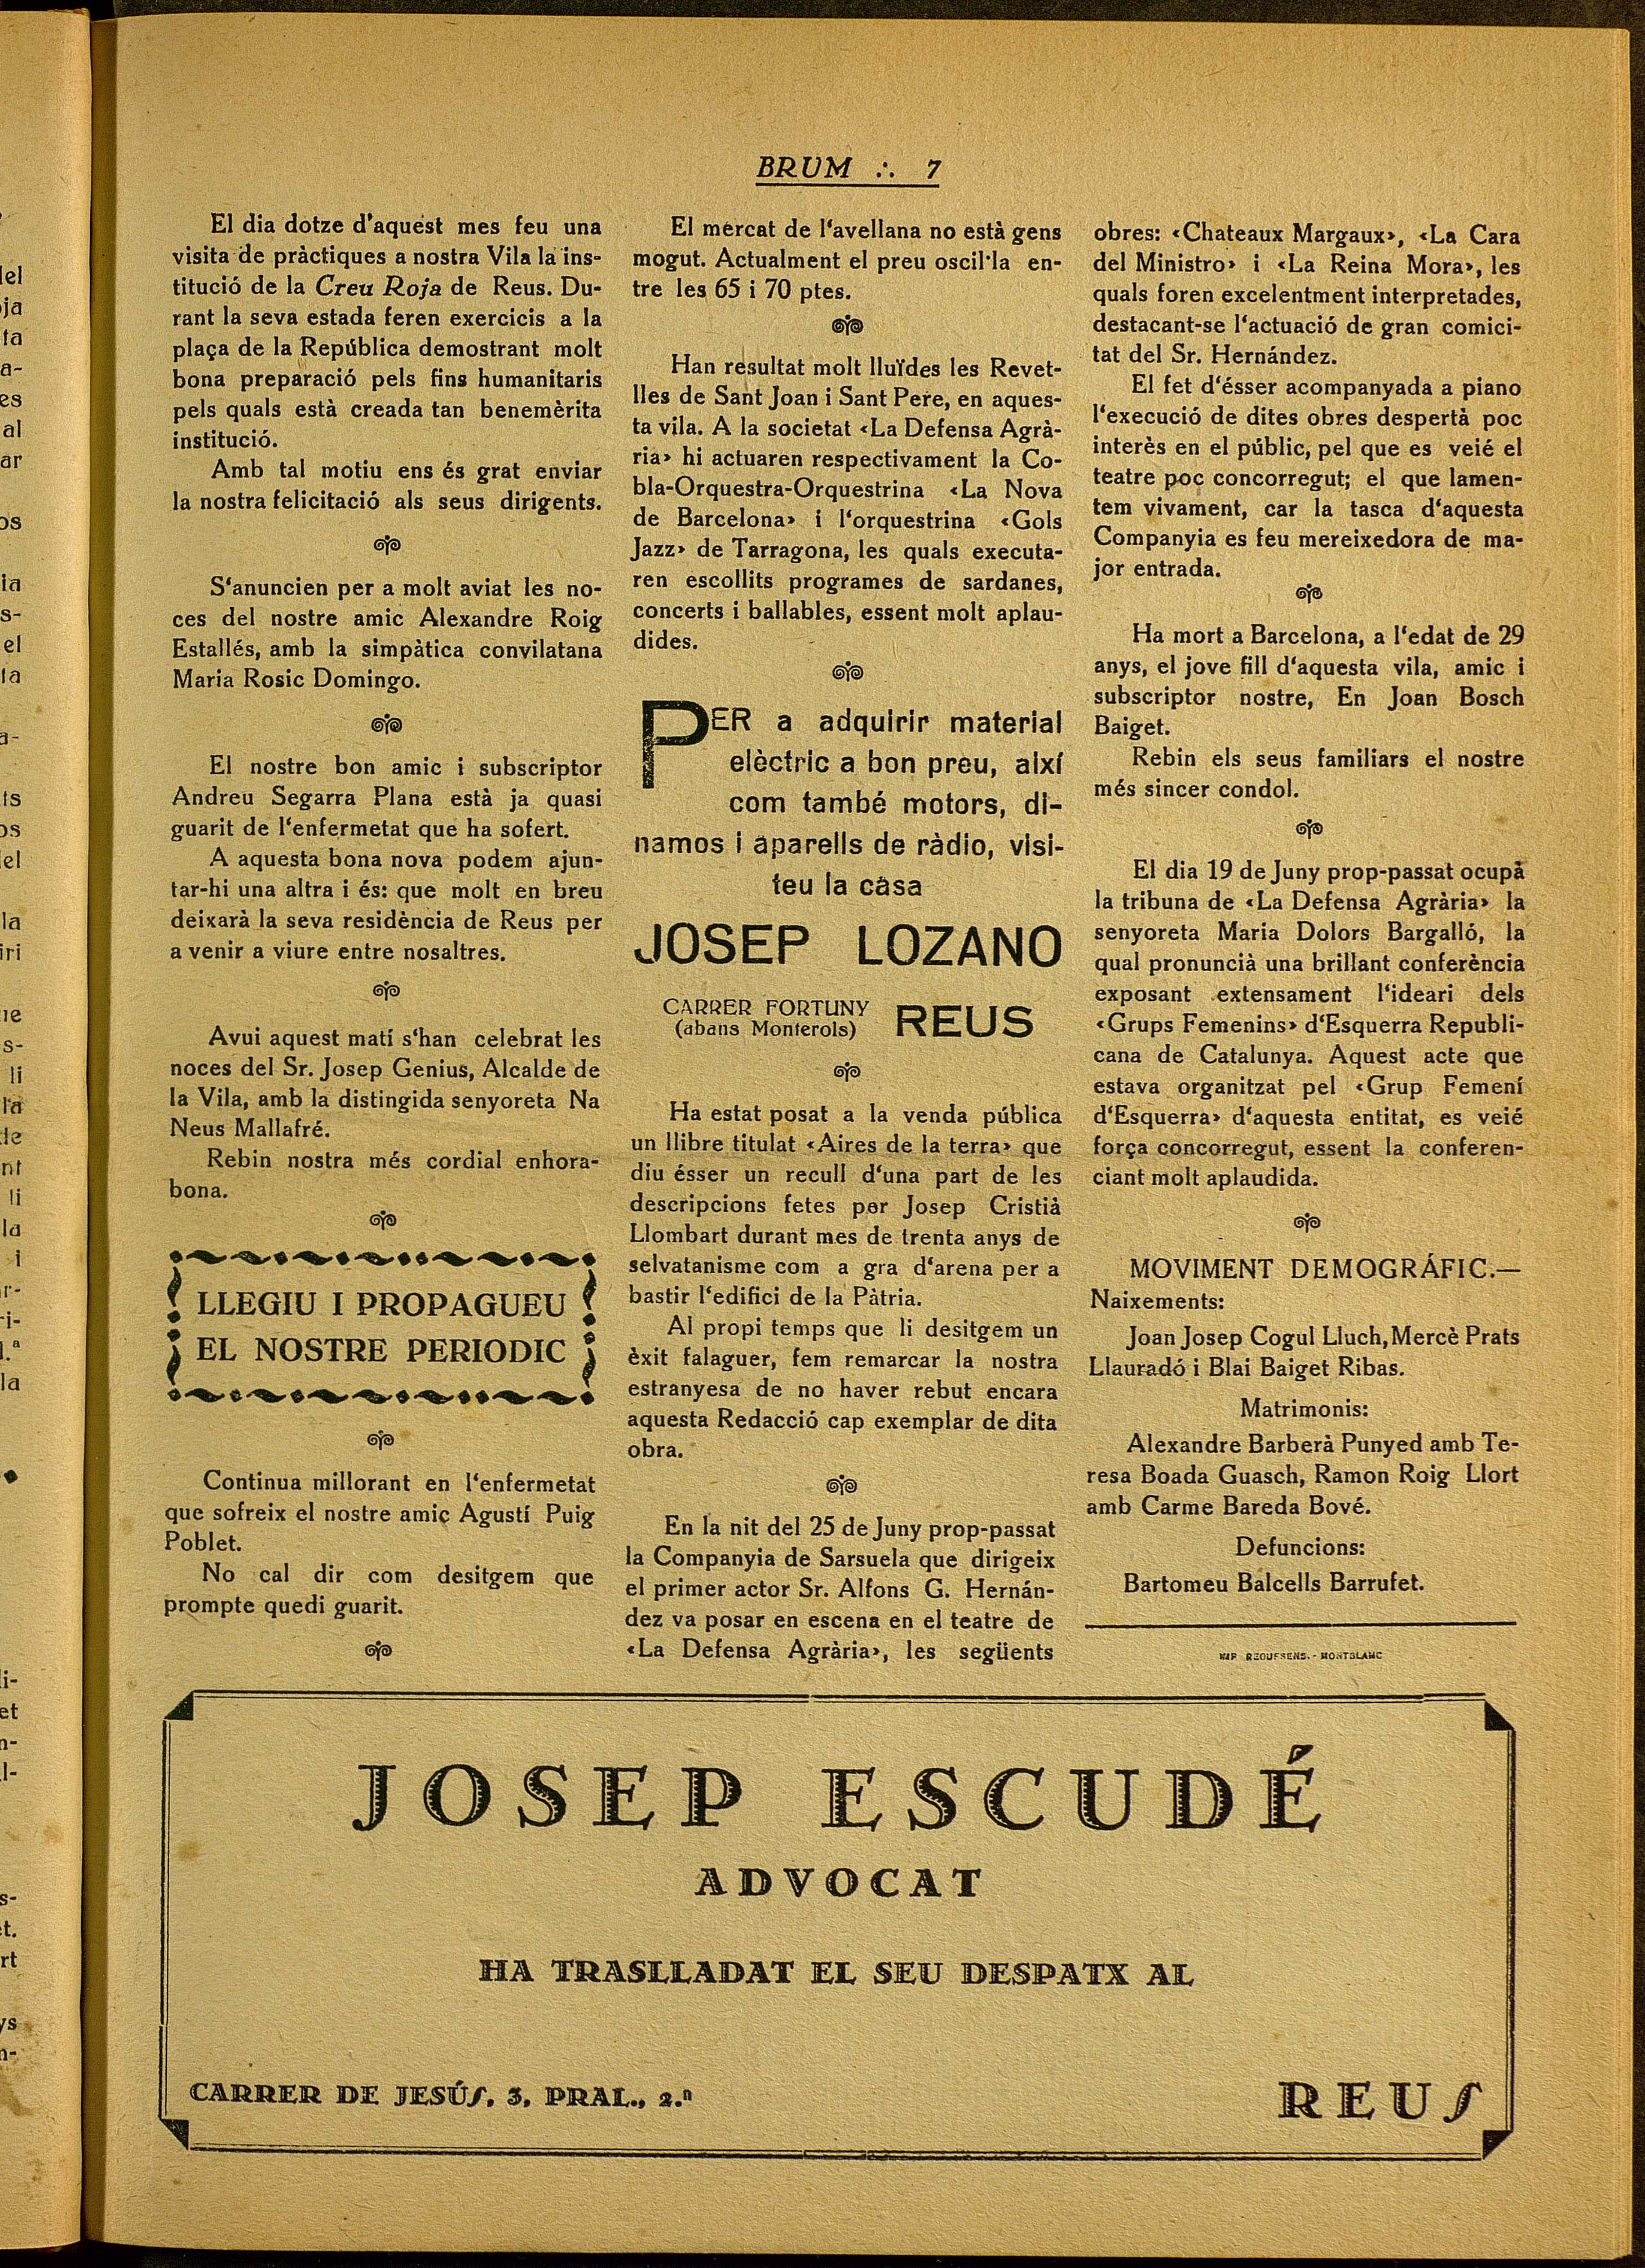 BRUM ∴ 7
El dia dotze d'aquest mes feu una
visita de pràctiques a nostra Vila la ins-
titució de la Creu Roja de Reus. Du-
rant la seva estada feren exercicis a la
plaça de la República demostrant molt
bona preparació pels fins humanitaris
pels quals està creada tan benemèrita
institució.
Amb tal motiu ens és grat enviar
la nostra felicitació als seus dirigents.
S'anuncien per a molt aviat les no-
ces del nostre amic Alexandre Roig
Estallés, amb la simpàtica convilatana
Maria Rosic Domingo.
El nostre bon amic i subscriptor
Andreu Segarra Plana està ja quasi
guarit de l'enfermetat que ha sofert.
A aquesta bona nova podem ajun-
tar-hi una altra i és: que molt en breu
deixarà la seva residència de Reus per
a venir a viure entre nosaltres.
Avui aquest matí s'han celebrat les
noces del Sr. Josep Genius, Alcalde de
la Vila, amb la distingida senyoreta Na
Neus Mallafré.
Rebin nostra més cordial enhora-
bona.
LLEGIU I PROPAGUEU
EL NOSTRE PERIODIC
Continua millorant en l'enfermetat
que sofreix el nostre amic Agustí Puig
Poblet.
No cal dir com desitgem que
prompte quedi guarit.
El mercat de l'avellana no està gens
mogut. Actualment el preu oscil·la en-
tre les 65 i 70 ptes.
Han resultat molt lluïdes les Revet-
lles de Sant Joan i Sant Pere, en aques-
ta vila. A la societat «La Defensa Agrà-
ria» hi actuaren respectivament la Co-
bla-Orquestra-Orquestrina «La Nova
de Barcelona» i l'orquestrina «Gols
Jazz» de Tarragona, les quals executa-
ren escollits programes de sardanes,
concerts i ballables, essent molt aplau-
dides.
PER a adquirir material
elèctric a bon preu, així
com també motors, di-
namos i aparells de ràdio, visi-
teu la casa
JOSEP LOZANO
CARRER FORTUNY
(abans Monterols)
REUS
Ha estat posat a la venda pública
un llibre titulat «Aires de la terra» que
diu ésser un recull d'una part de les
descripcions fetes per Josep Cristià
Llombart durant mes de trenta anys de
selvatanisme com a gra d'arena per a
bastir l'edifici de la Pàtria.
Al propi temps que li desitgem un
èxit falaguer, fem remarcar la nostra
estranyesa de no haver rebut encara
aquesta Redacció cap exemplar de dita
obra.
En la nit del 25 de Juny prop-passat
la Companyia de Sarsuela que dirigeix
el primer actor Sr. Alfons G. Hernán-
dez va posar en escena en el teatre de
«La Defensa Agrària», les següents
obres: «Chateaux Margaux», «La Cara
del Ministro» i «La Reina Mora», les
quals foren excelentment interpretades,
destacant-se l'actuació de gran comici-
tat del Sr. Hernández.
El fet d'ésser acompanyada a piano
l'execució de dites obres despertà poc
interès en el públic, pel que es veié el
teatre poc concorregut; el que lamen-
tem vivament, car la tasca d'aquesta
Companyia es feu mereixedora de ma-
jor entrada.
Ha mort a Barcelona, a l'edat de 29
anys, el jove fill d'aquesta vila, amic i
subscriptor nostre, En Joan Bosch
Baiget.
Rebin els seus familiars el nostre
més sincer condol.
El dia 19 de Juny prop-passat ocupà
la tribuna de «La Defensa Agrària» la
senyoreta Maria Dolors Bargalló, la
qual pronuncià una brillant conferència
exposant extensament l'ideari dels
«Grups Femenins» d'Esquerra Republi-
cana de Catalunya. Aquest acte que
estava organitzat pel «Grup Femení
d'Esquerra» d'aquesta entitat, es veié
força concorregut, essent la conferen-
ciant molt aplaudida.
MOVIMENT DEMOGRÁFIC.—
Naixements:
Joan Josep Cogul Lluch, Mercè Prats
Llauradó i Blai Baiget Ribas.
Matrimonis:
Alexandre Barberà Punyed amb Te-
resa Boada Guasch, Ramon Roig Llort
amb Carme Bareda Bové.
Defuncions:
Bartomeu Balcells Barrufet.
IMP. REQUESENS.-MONTBLANC
JOSEP ESCUDÉ
ADVOCAT
HA TRASLLADAT EL SEU DESPATX AL
CARRER DE JESÚS, 3, PRAL., 2.ª
REUS